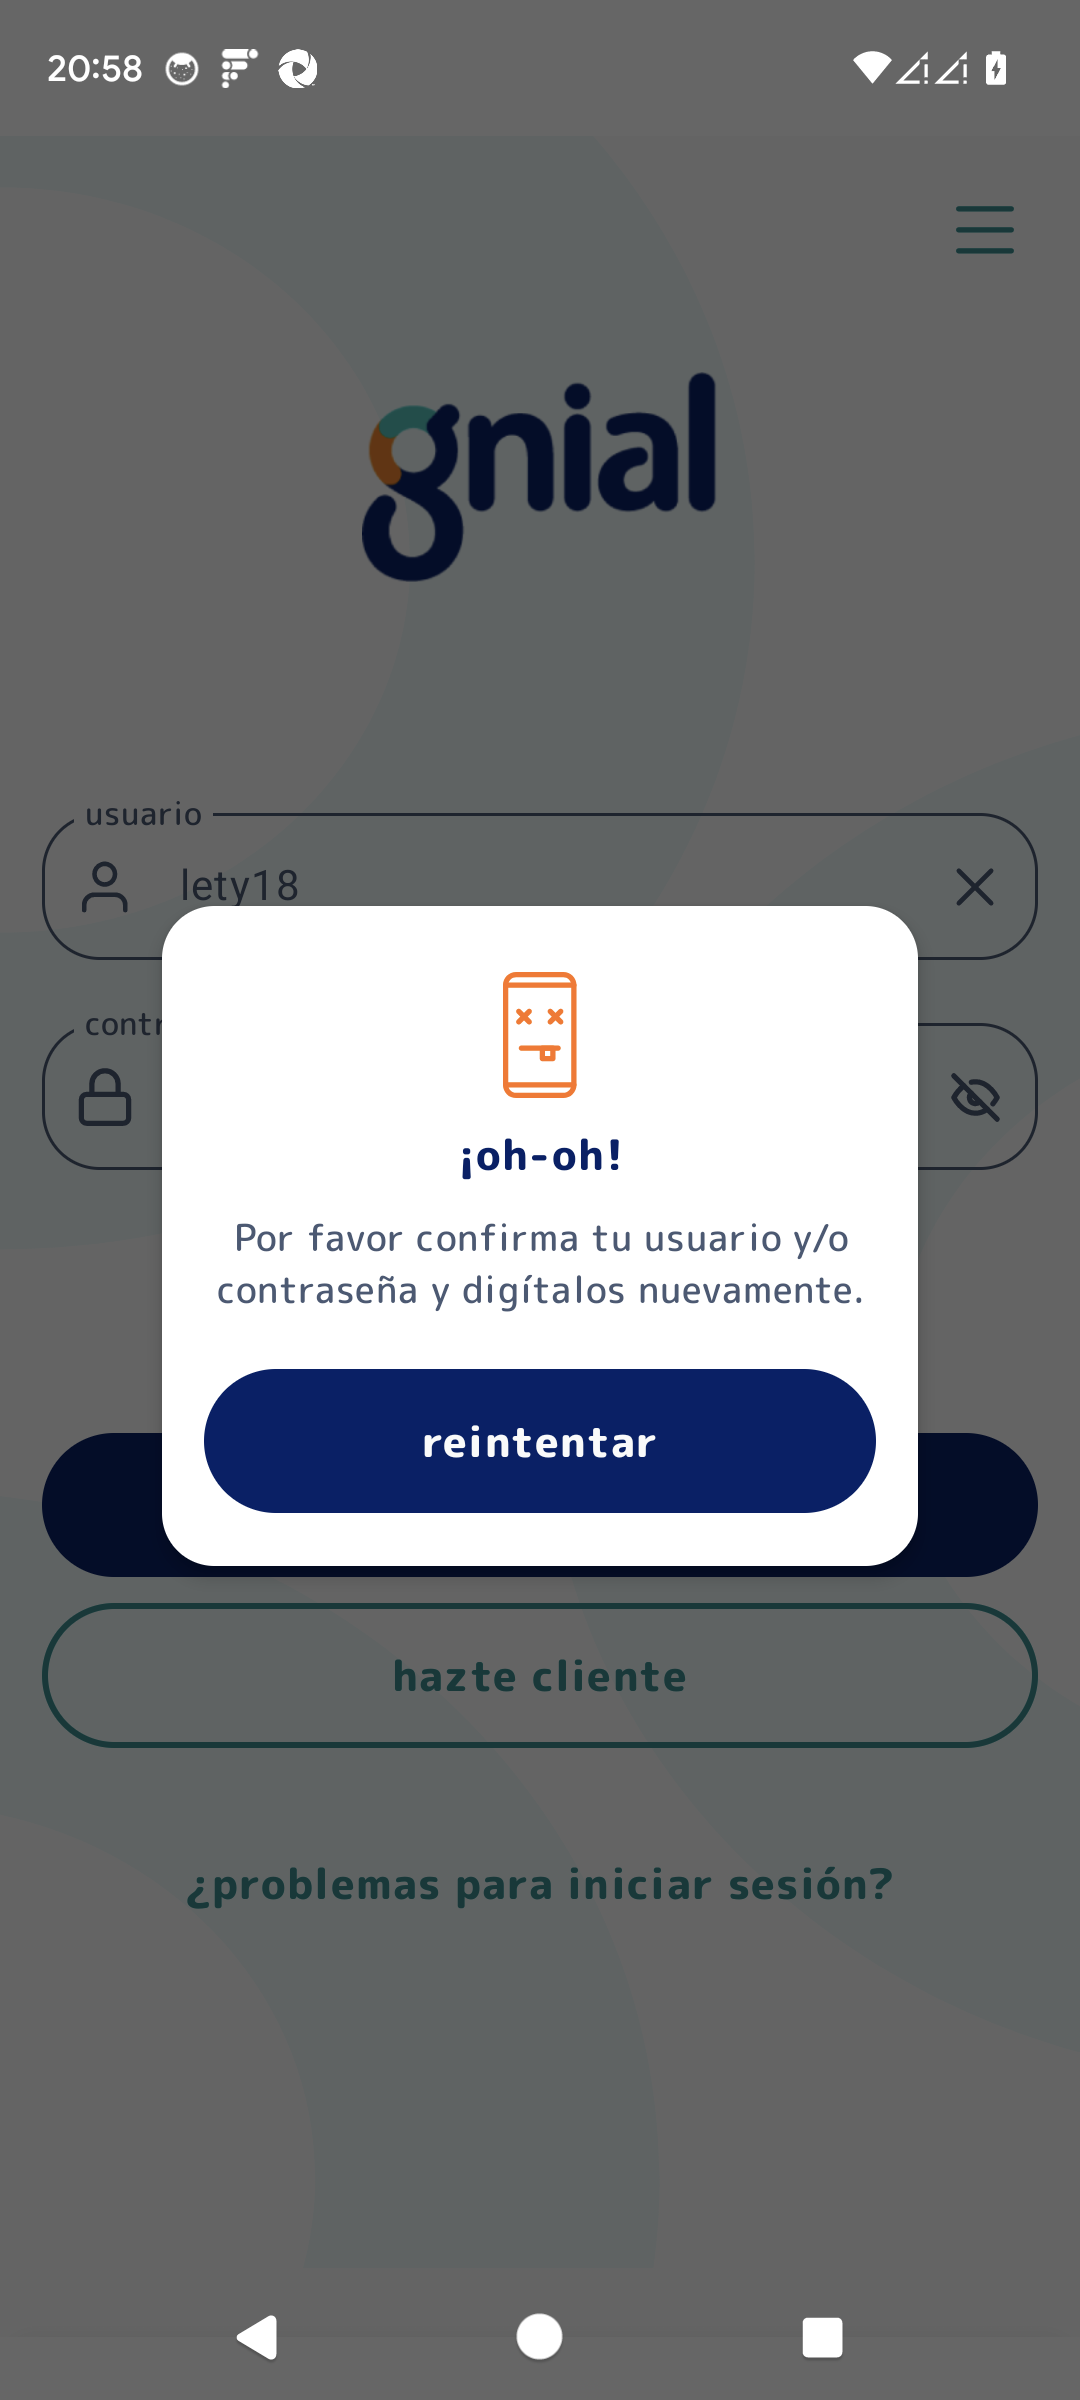 20:58
gnial
usuario
lety18
¡oh-oh!
Por favor confirma tu usuario y/o
contraseña y digítalos nuevamente.
reintentar
hazte cliente
¿problemas para iniciar sesión?